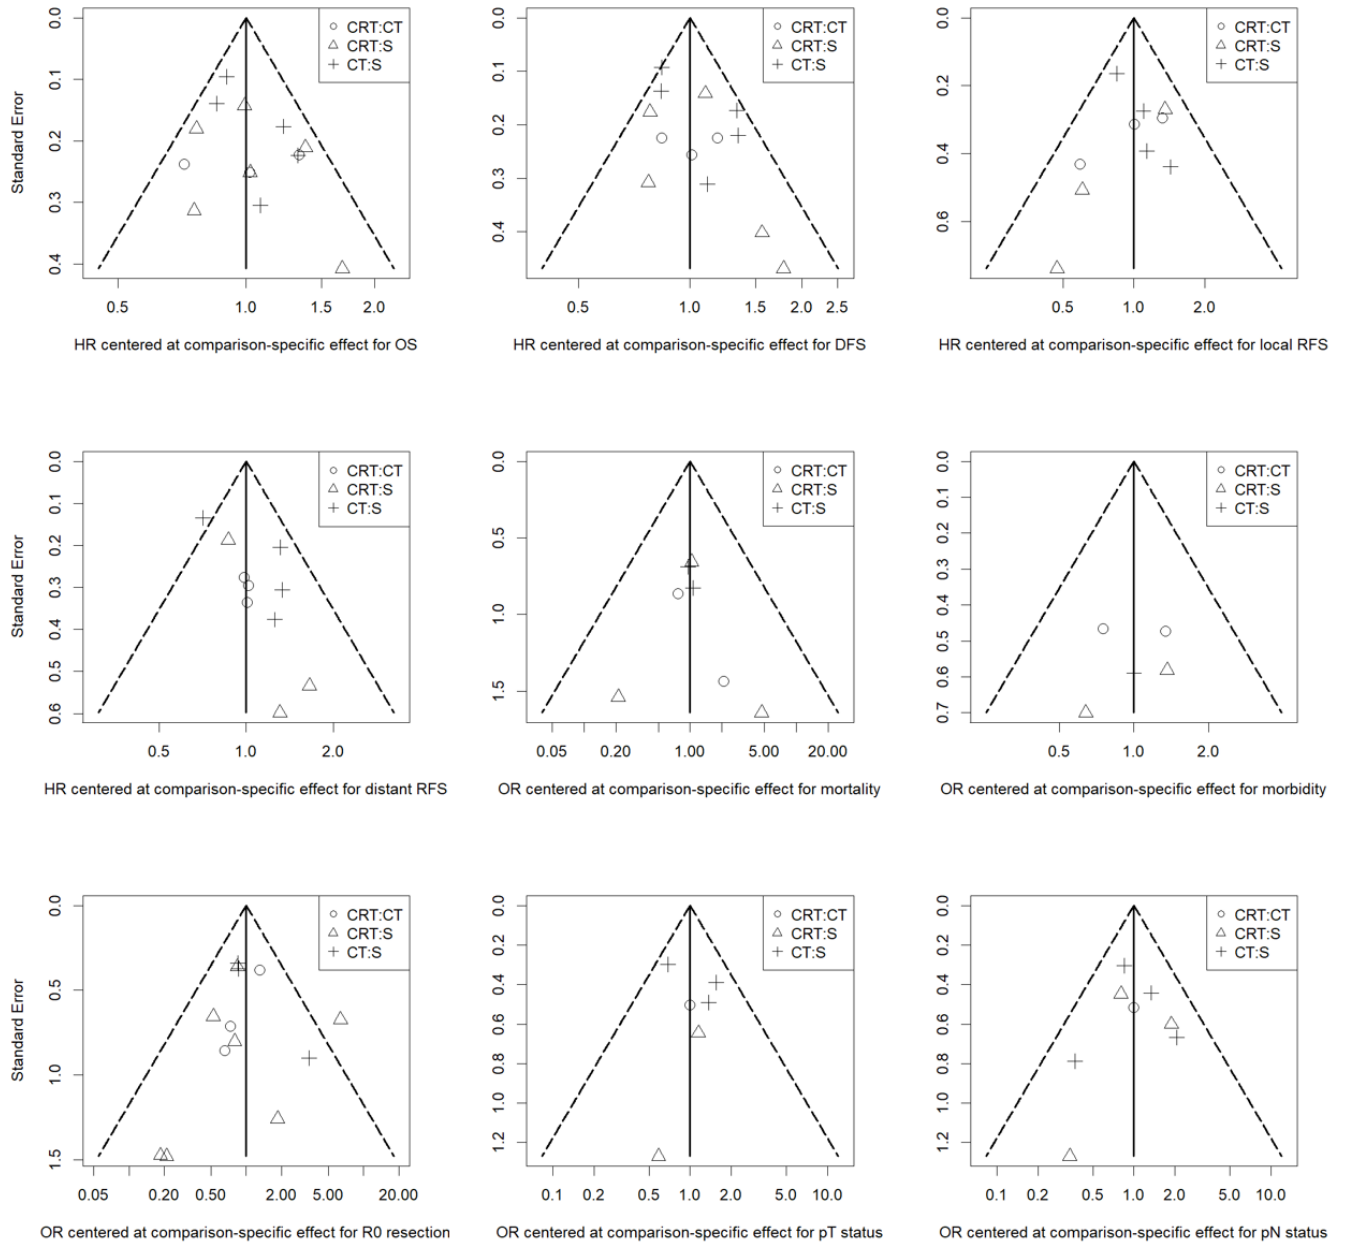 0.0
0.1
0.2
0.3
0.4
Standard Error
CRT:CT
CRT:S
CT:S
0.5
1.0
1.5
2.0
HR centered at comparison-specific effect for OS
0.0
0.1
0.2
0.3
0.4
CRT:CT
CRT:S
CT:S
0.5
1.0
1.5
2.0
2.5
HR centered at comparison-specific effect for DFS
0.0
0.2
0.4
0.6
CRT:CT
CRT:S
CT:S
0.5
1.0
2.0
HR centered at comparison-specific effect for local RFS
0.0
0.1
0.2
0.3
0.4
0.5
0.6
Standard Error
CRT:CT
CRT:S
CT:S
0.5
1.0
2.0
HR centered at comparison-specific effect for distant RFS
0.0
0.5
1.0
1.5
CRT:CT
CRT:S
CT:S
0.05
0.20
1.00
5.00
20.00
OR centered at comparison-specific effect for mortality
0.0
0.1
0.2
0.3
0.4
0.5
0.6
0.7
CRT:CT
CRT:S
CT:S
0.5
1.0
2.0
OR centered at comparison-specific effect for morbidity
0.0
0.5
1.0
1.5
Standard Error
CRT:CT
CRT:S
CT:S
0.05
0.20
0.50
2.00
5.00
20.00
OR centered at comparison-specific effect for R0 resection
0.0
0.2
0.4
0.6
0.8
1.0
1.2
CRT:CT
CRT:S
CT:S
0.1
0.2
0.5
1.0
2.0
5.0
10.0
OR centered at comparison-specific effect for pT status
0.0
0.2
0.4
0.6
0.8
1.0
1.2
CRT:CT
CRT:S
CT:S
0.1
0.2
0.5
1.0
2.0
5.0
10.0
OR centered at comparison-specific effect for pN status